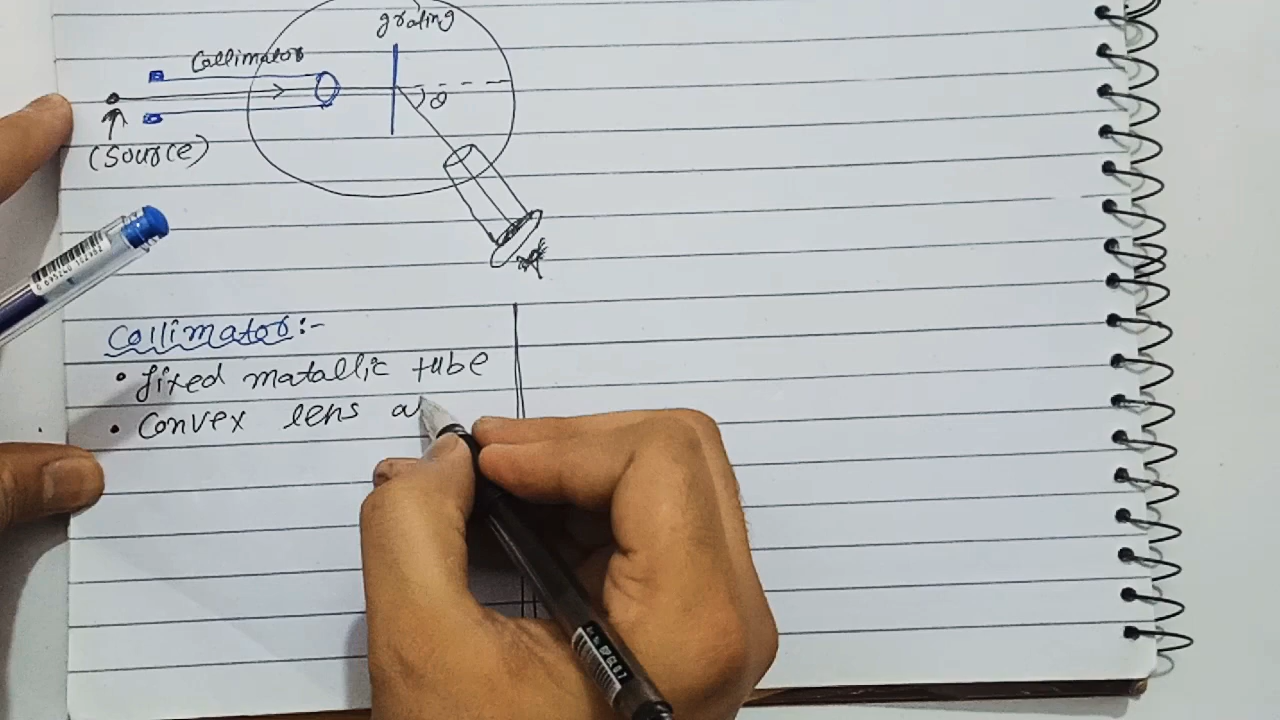 grating
Collimator
θ
(Source)
Collimator:-
• fixed matallic tube
• Convex lens a